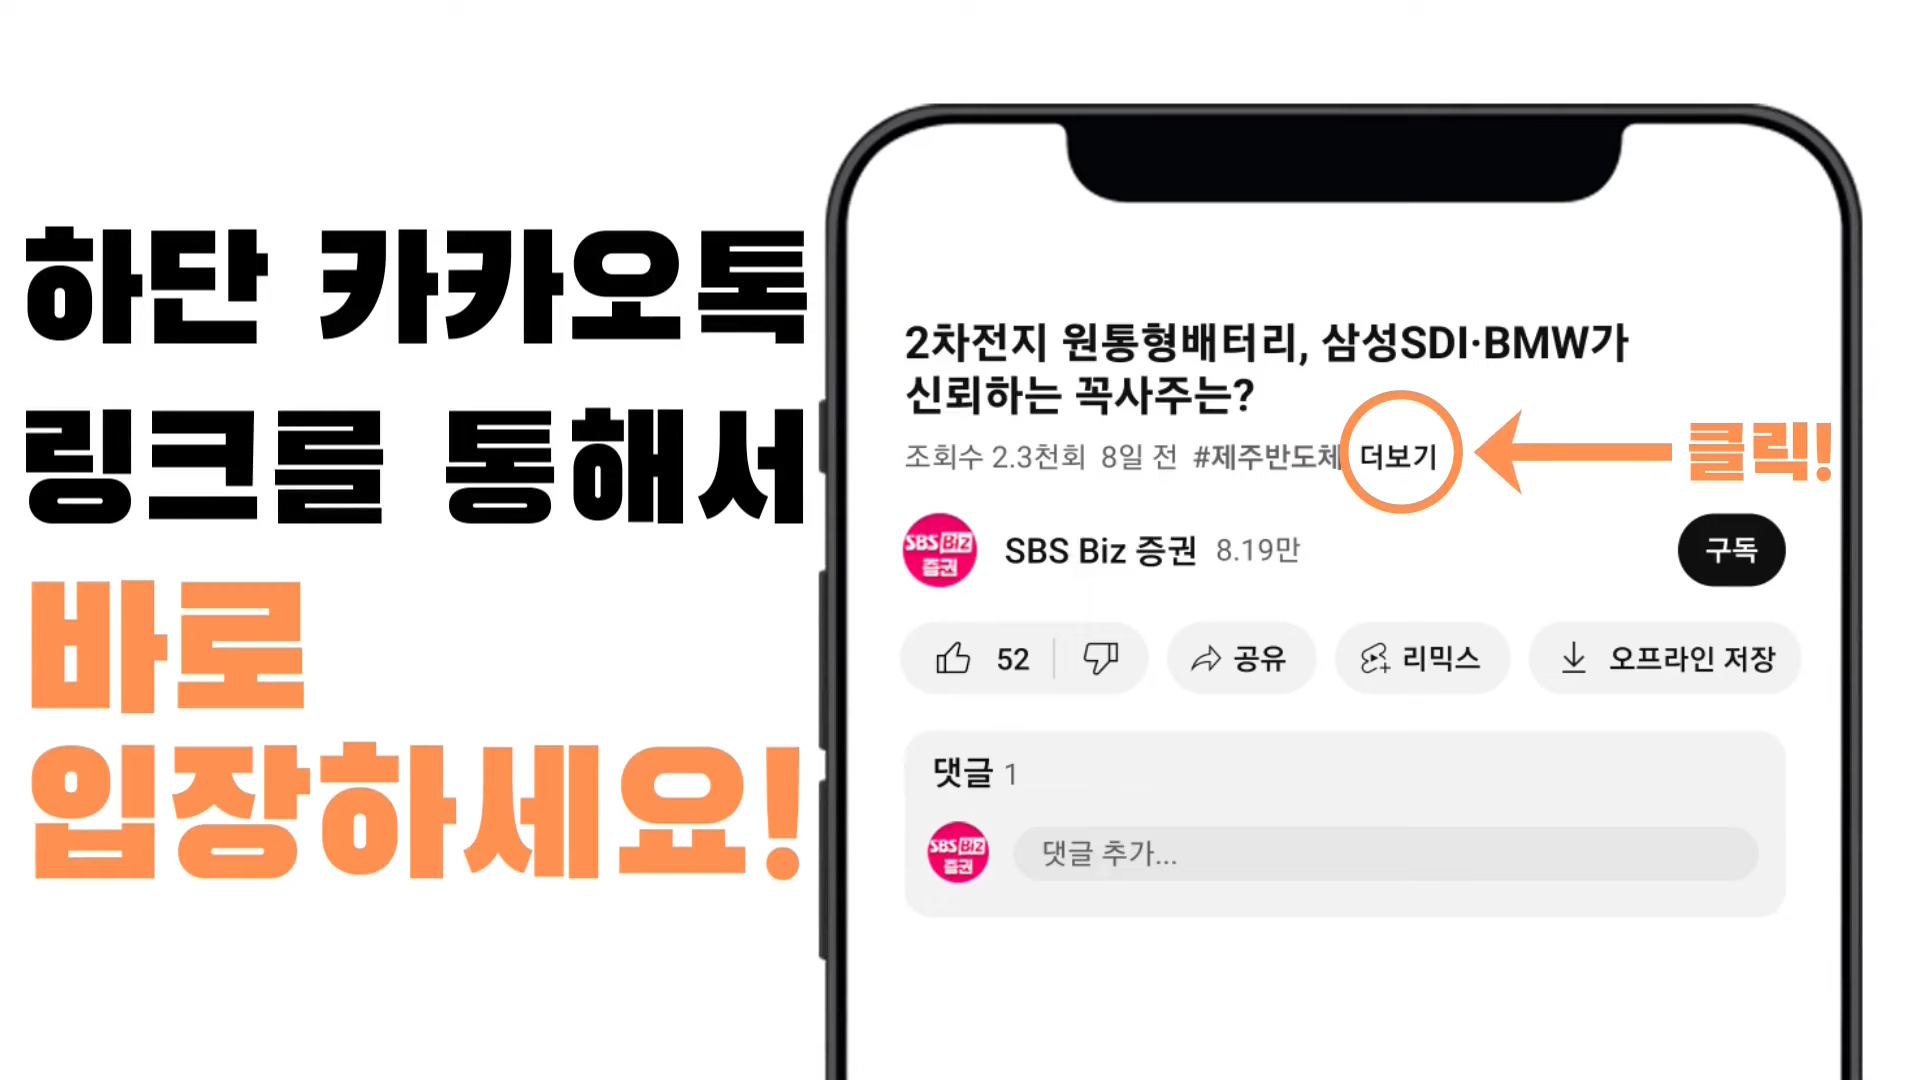 하단 카카오톡
링크를 통해서
바로
입장하세요!
2차전지 원통형배터리, 삼성SDI·BMW가
신뢰하는 꼭사주는?
조회수 2.3천회 8일 전 #제주반도체 더보기
클릭!
SBS Biz
증권
SBS Biz 증권 8.19만
구독
52
공유
리믹스
오프라인 저장
댓글 1
SBS Biz
증권
댓글 추가...